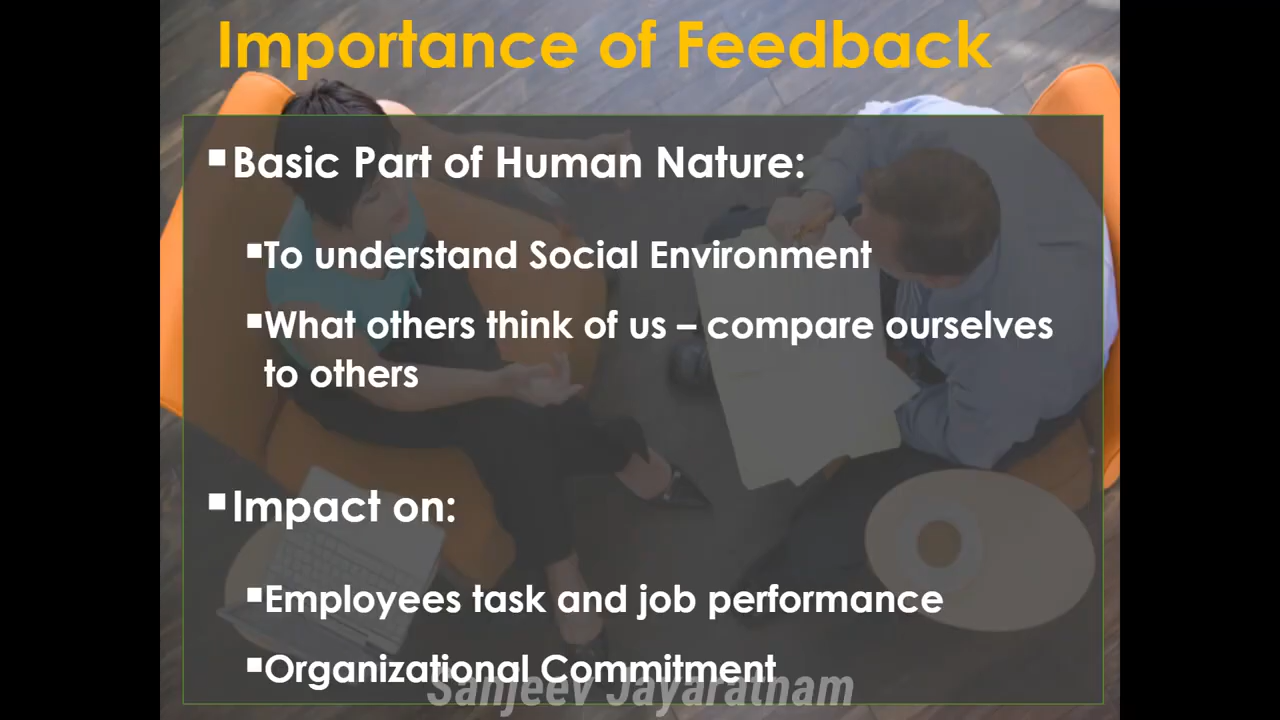 Importance of Feedback
▪Basic Part of Human Nature:
▪To understand Social Environment
▪What others think of us – compare ourselves
to others
▪Impact on:
▪Employees task and job performance
▪Organizational Commitment
Sanjeev Jayaratnam